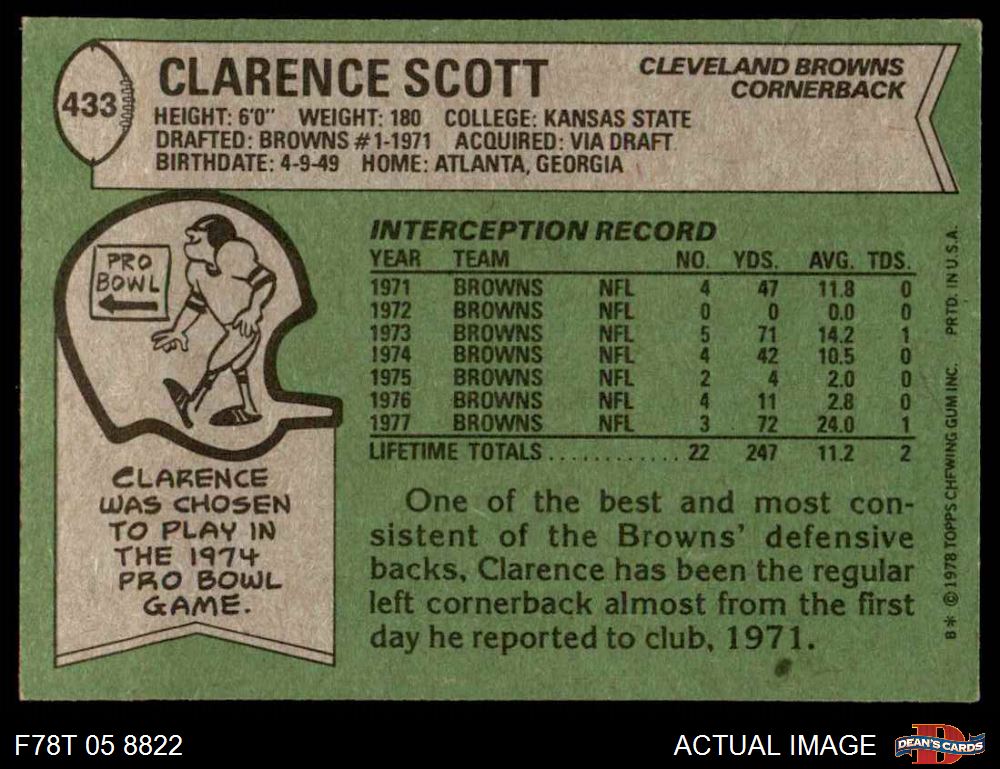 433
CLARENCE SCOTT
CLEVELAND BROWNS
CORNERBACK
HEIGHT: 6'0" WEIGHT: 180 COLLEGE: KANSAS STATE
DRAFTED: BROWNS #1-1971 ACQUIRED: VIA DRAFT
BIRTHDATE: 4-9-49 HOME: ATLANTA, GEORGIA
PRO
BOWL
CLARENCE
WAS CHOSEN
TO PLAY IN
THE 1974
PRO BOWL
GAME.
INTERCEPTION RECORD
YEAR TEAM NO. YDS. AVG. TDS.
1971 BROWNS NFL 4 47 11.8 0
1972 BROWNS NFL 0 0 0.0 0
1973 BROWNS NFL 5 71 14.2 1
1974 BROWNS NFL 4 42 10.5 0
1975 BROWNS NFL 2 4 2.0 0
1976 BROWNS NFL 4 11 2.8 0
1977 BROWNS NFL 3 72 24.0 1
LIFETIME TOTALS ............ 22 247 11.2 2
One of the best and most con-
sistent of the Browns' defensive
backs, Clarence has been the regular
left cornerback almost from the first
day he reported to club, 1971.
B* © 1978 TOPPS CHEWING GUM INC. PRTD. IN U.S.A.
F78T 05 8822
ACTUAL IMAGE
D
DEAN'S CARDS